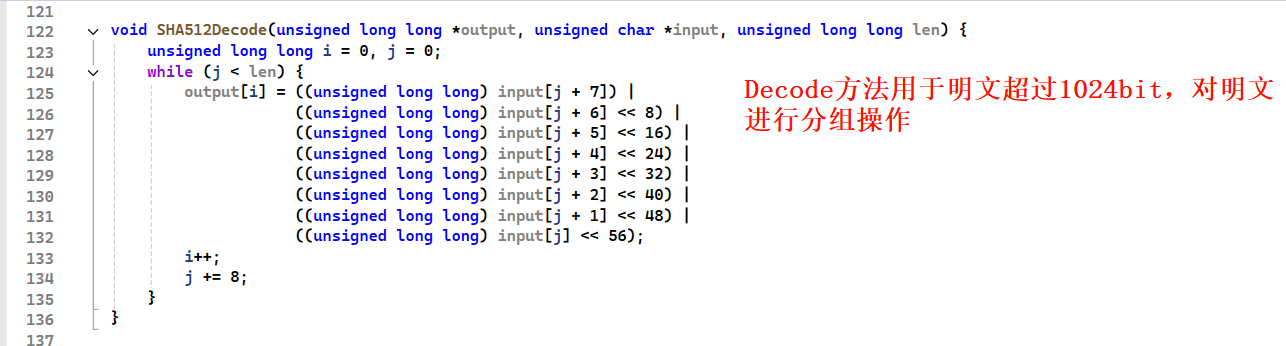 121
122 void SHA512Decode(unsigned long long *output, unsigned char *input, unsigned long long len) {
123 unsigned long long i = 0, j = 0;
124 while (j < len) {
125 output[i] = ((unsigned long long) input[j + 7]) |
126 ((unsigned long long) input[j + 6] << 8) |
127 ((unsigned long long) input[j + 5] << 16) |
128 ((unsigned long long) input[j + 4] << 24) |
129 ((unsigned long long) input[j + 3] << 32) |
130 ((unsigned long long) input[j + 2] << 40) |
131 ((unsigned long long) input[j + 1] << 48) |
132 ((unsigned long long) input[j] << 56);
133 i++;
134 j += 8;
135 }
136 }
137
Decode方法用于明文超过1024bit，对明文
进行分组操作